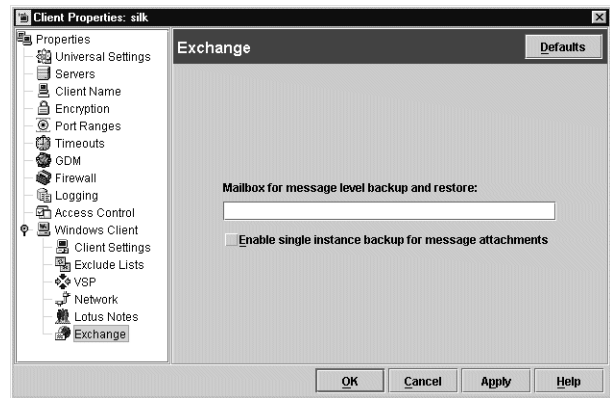 Client Properties: silk
Properties
Universal Settings
Servers
Client Name
Encryption
Port Ranges
Timeouts
GDM
Firewall
Logging
Access Control
Windows Client
Client Settings
Exclude Lists
VSP
Network
Lotus Notes
Exchange
Exchange
Defaults
Mailbox for message level backup and restore:
Enable single instance backup for message attachments
OK
Cancel
Apply
Help